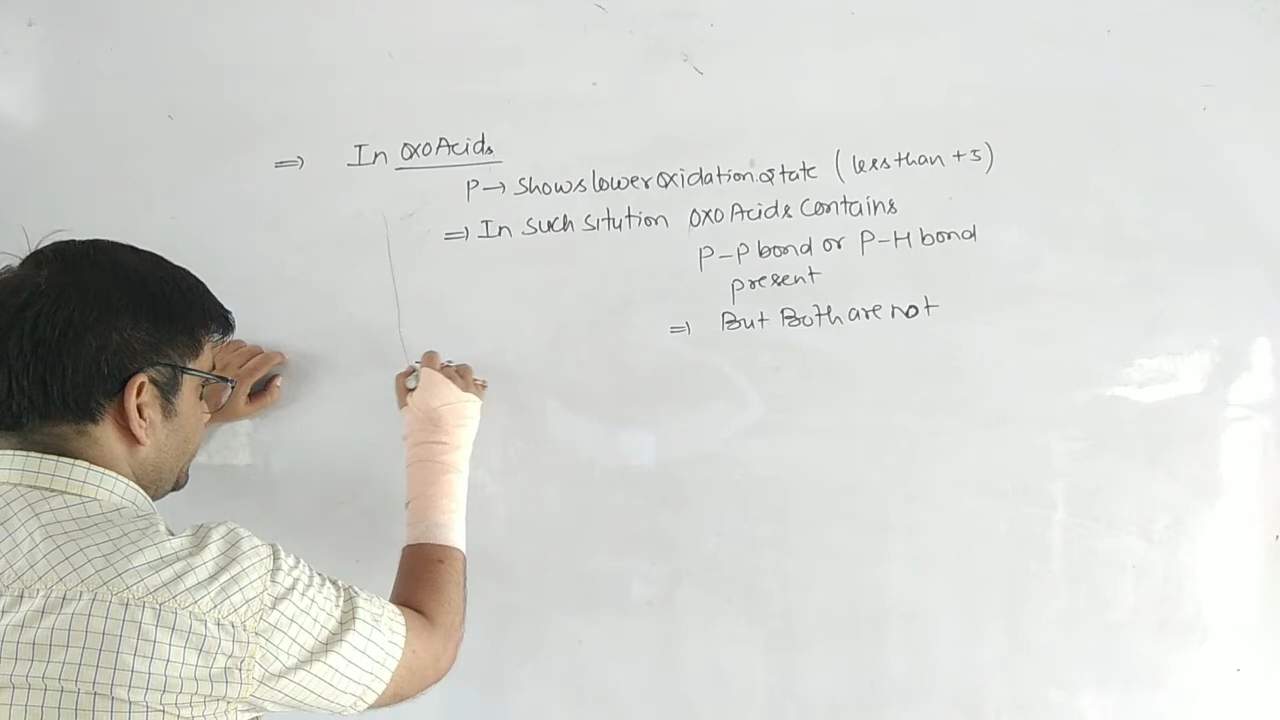 ⇒ In oxo Acids
P→ shows lower oxidation state (less than +5)
⇒ In such sitution oxo Acids contains
P-P bond or P-H bond
present
⇒ But Both are not